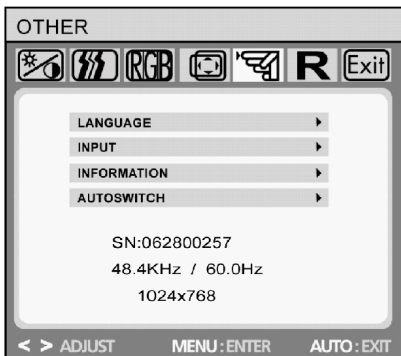 OTHER
RGB R Exit
LANGUAGE
INPUT
INFORMATION
AUTOSWITCH
SN:062800257
48.4KHz / 60.0Hz
1024x768
< > ADJUST MENU:ENTER AUTO:EXIT